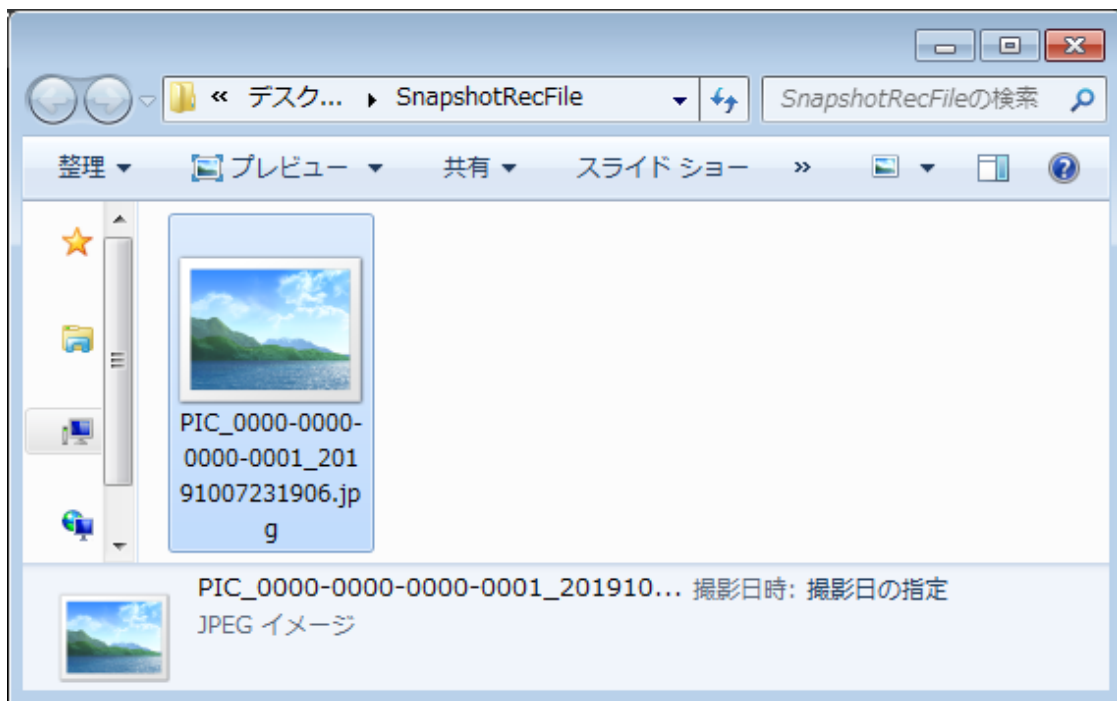 « デスク... SnapshotRecFile SnapshotRecFileの検索
整理 プレビュー 共有 スライド ショー »
PIC_0000-0000-
0000-0001_201
91007231906.jp
g
PIC_0000-0000-0000-0001_201910... 撮影日時: 撮影日の指定
JPEG イメージ